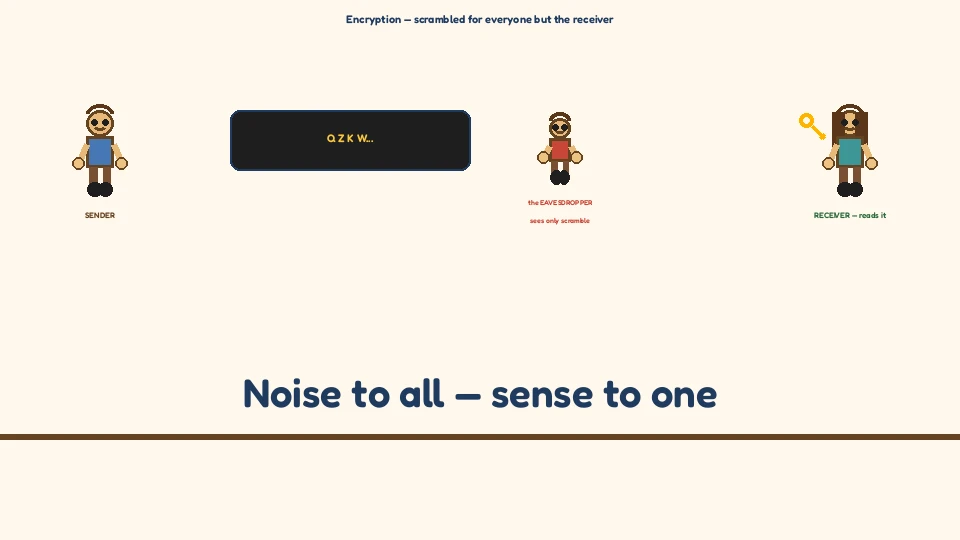 Encryption — scrambled for everyone but the receiver
Q Z K W...
the EAVESDROPPER
sees only scramble
SENDER
RECEIVER — reads it
Noise to all — sense to one